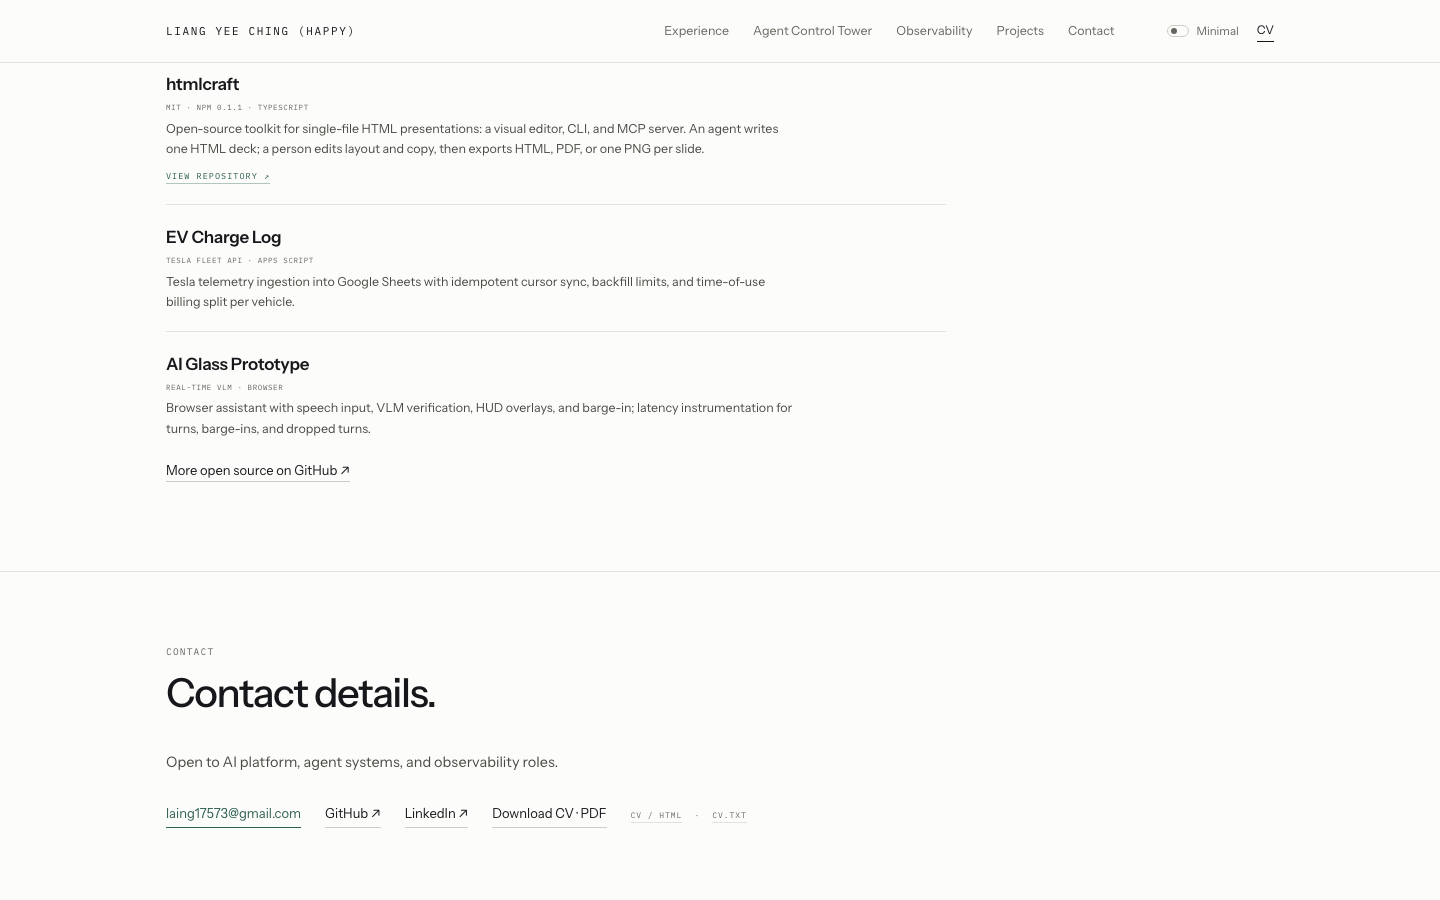 LIANG YEE CHING (HAPPY)
Experience
Agent Control Tower
Observability
Projects
Contact
Minimal
CV
htmlcraft
MIT · NPM 0.1.1 · TYPESCRIPT
Open-source toolkit for single-file HTML presentations: a visual editor, CLI, and MCP server. An agent writes
one HTML deck; a person edits layout and copy, then exports HTML, PDF, or one PNG per slide.
VIEW REPOSITORY ↗
EV Charge Log
TESLA FLEET API · APPS SCRIPT
Tesla telemetry ingestion into Google Sheets with idempotent cursor sync, backfill limits, and time-of-use
billing split per vehicle.
AI Glass Prototype
REAL-TIME VLM · BROWSER
Browser assistant with speech input, VLM verification, HUD overlays, and barge-in; latency instrumentation for
turns, barge-ins, and dropped turns.
More open source on GitHub ↗
CONTACT
Contact details.
Open to AI platform, agent systems, and observability roles.
laing17573@gmail.com
GitHub ↗
LinkedIn ↗
Download CV · PDF
CV / HTML · CV.TXT